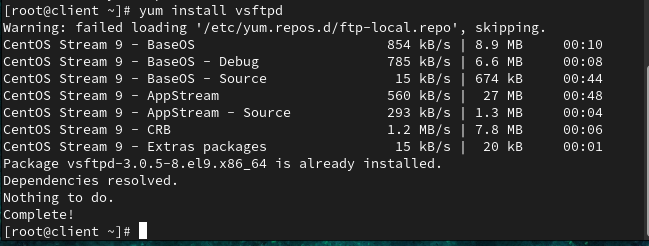 [root@client ~]# yum install vsftpd
Warning: failed loading '/etc/yum.repos.d/ftp-local.repo', skipping.
CentOS Stream 9 - BaseOS                        854 kB/s | 8.9 MB     00:10
CentOS Stream 9 - BaseOS - Debug                785 kB/s | 6.6 MB     00:08
CentOS Stream 9 - BaseOS - Source                15 kB/s | 674 kB     00:44
CentOS Stream 9 - AppStream                     560 kB/s |  27 MB     00:48
CentOS Stream 9 - AppStream - Source            293 kB/s | 1.3 MB     00:04
CentOS Stream 9 - CRB                           1.2 MB/s | 7.8 MB     00:06
CentOS Stream 9 - Extras packages                15 kB/s |  20 kB     00:01
Package vsftpd-3.0.5-8.el9.x86_64 is already installed.
Dependencies resolved.
Nothing to do.
Complete!
[root@client ~]#